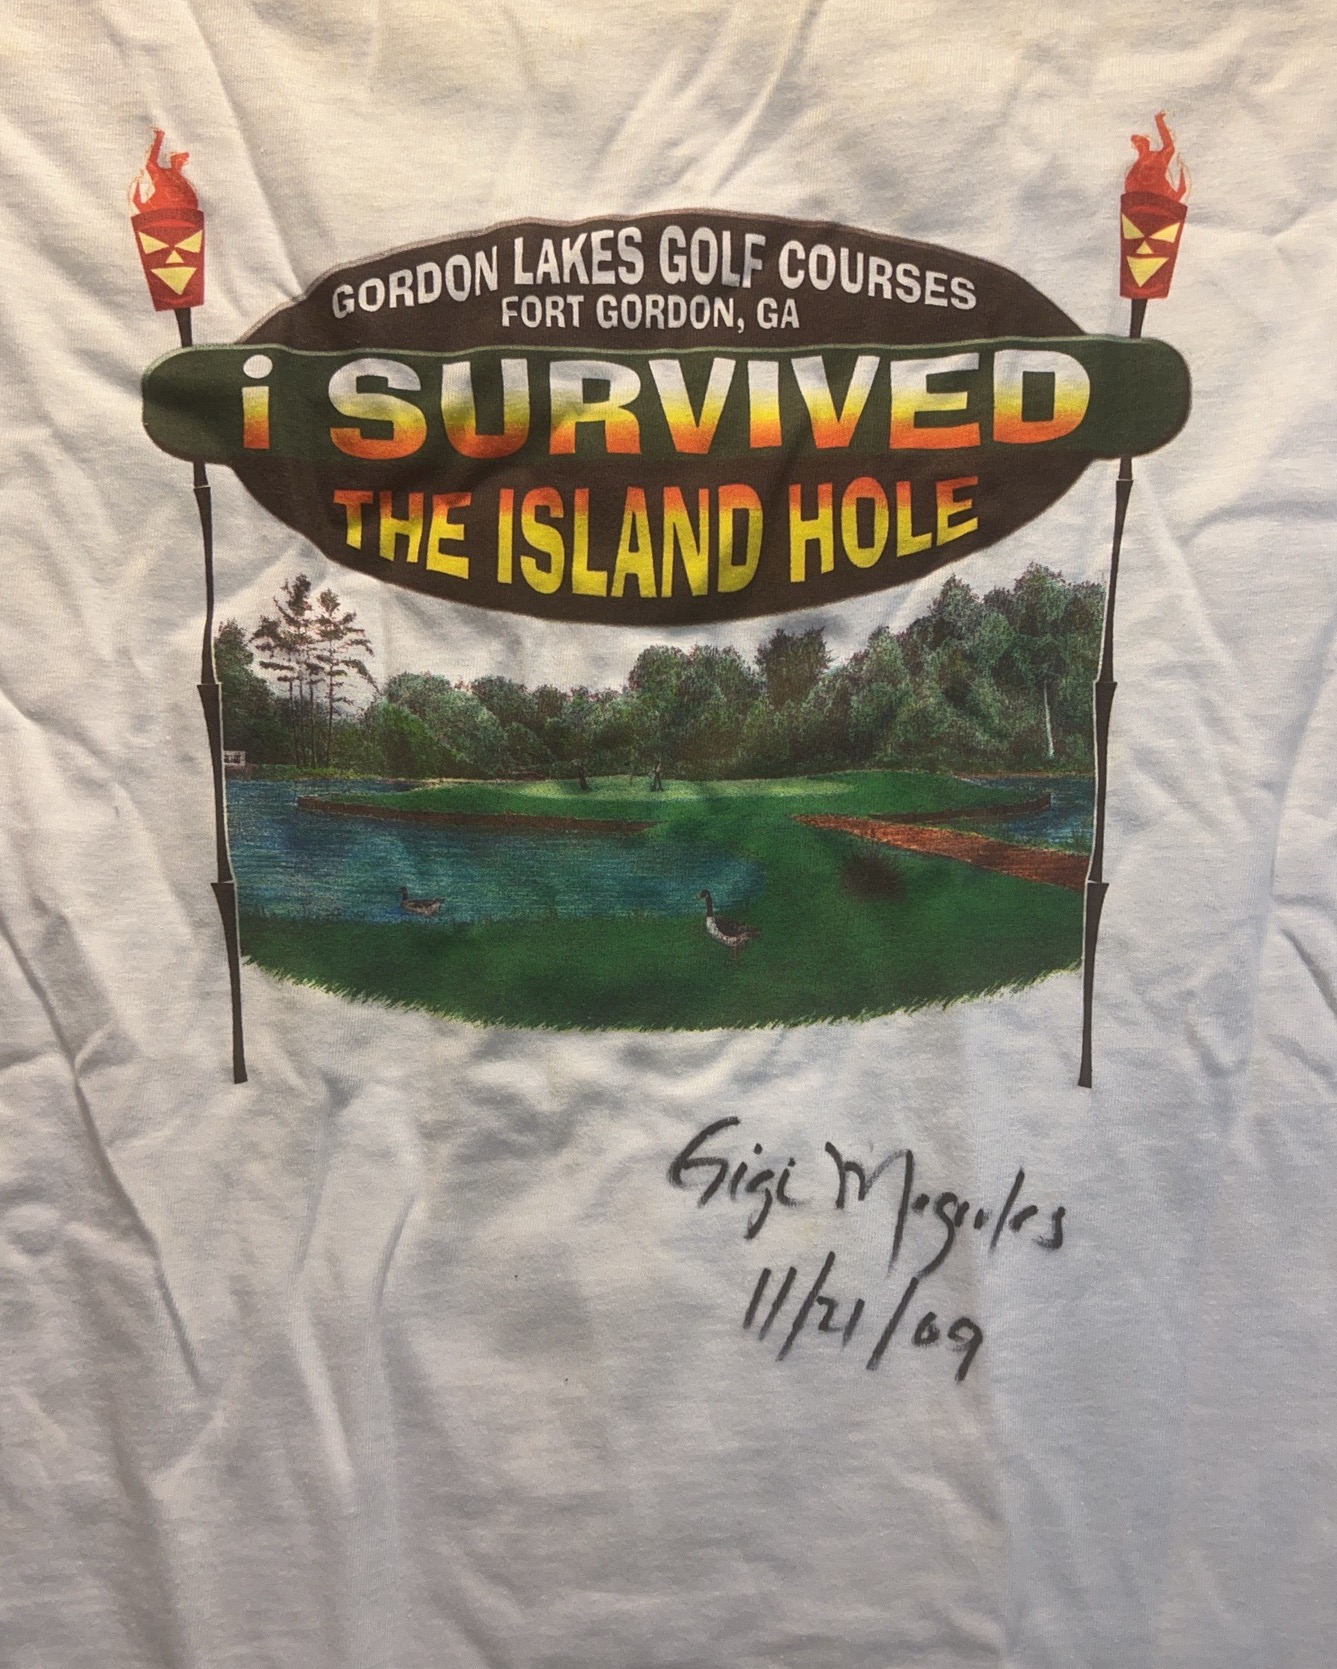 GORDON LAKES GOLF COURSES
FORT GORDON, GA
i SURVIVED
THE ISLAND HOLE
Gigi
11/21/09